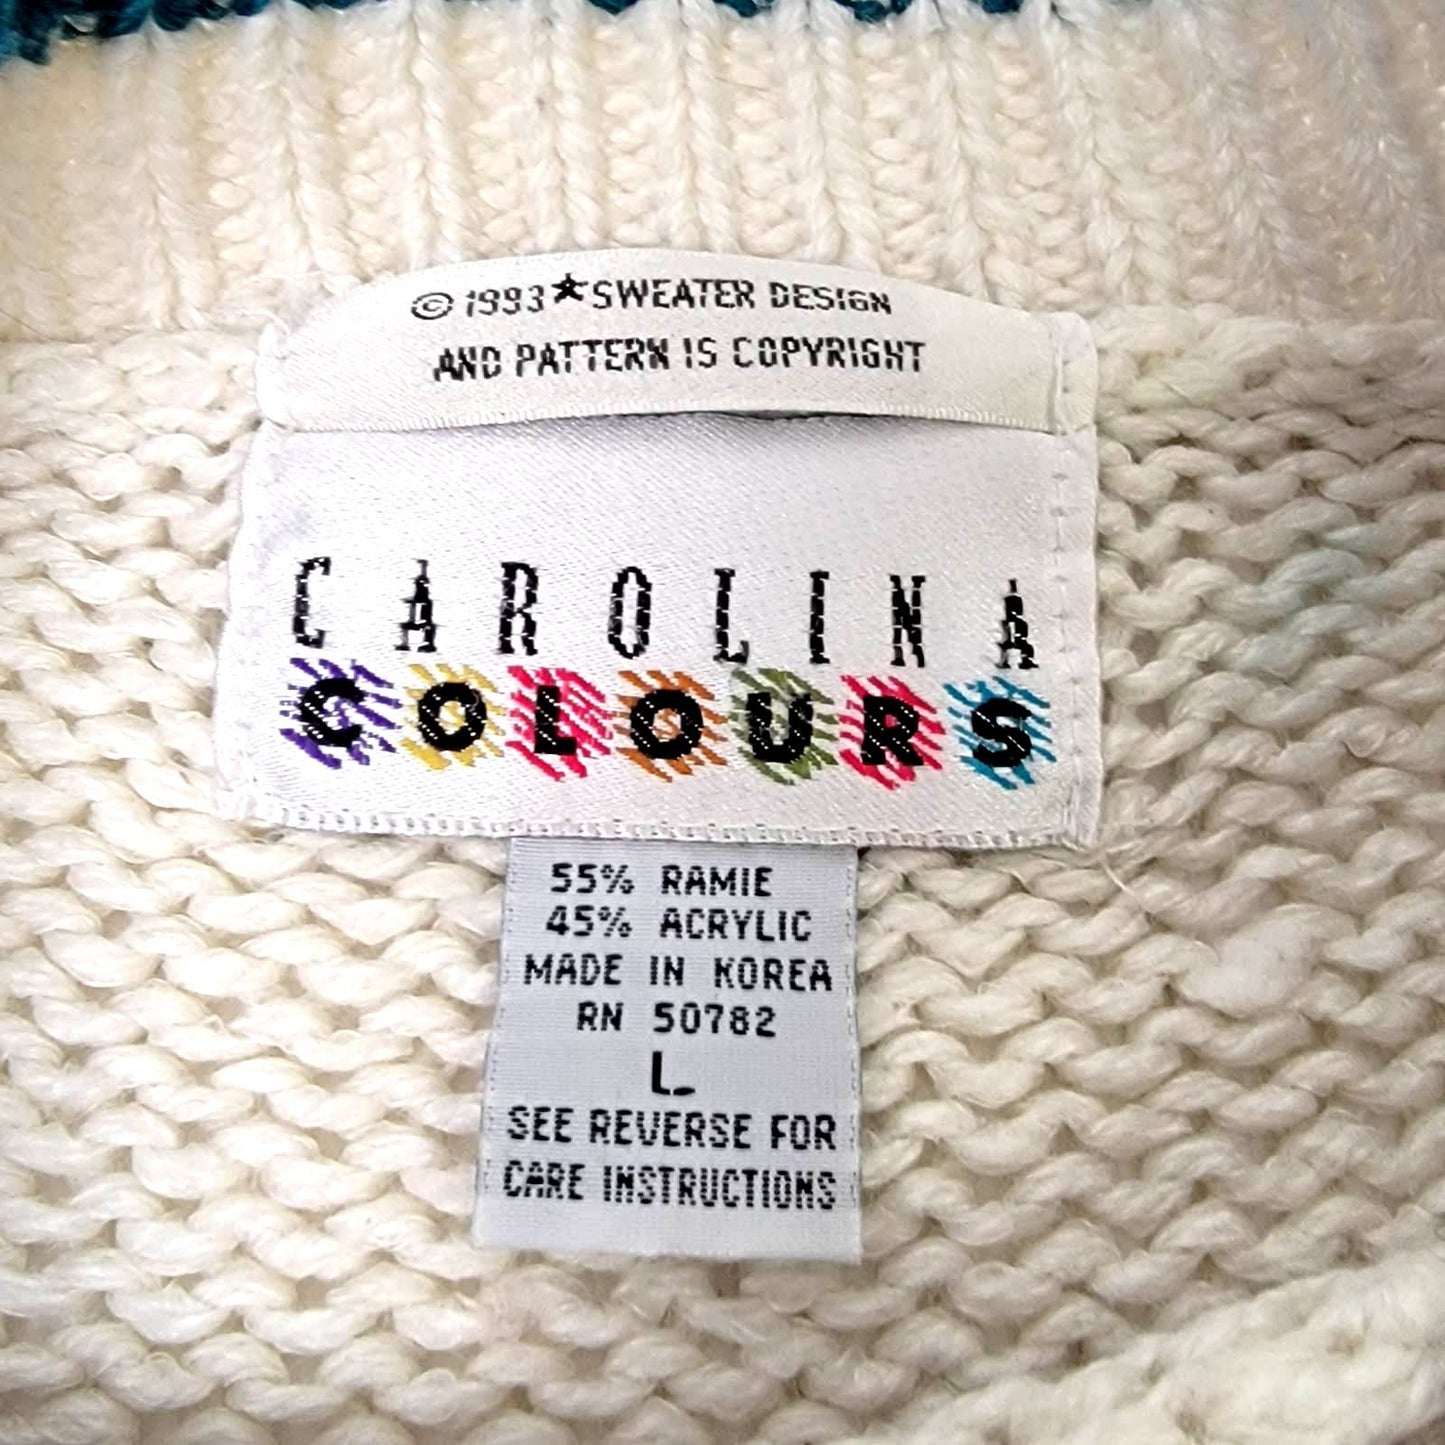 © 1993★SWEATER DESIGN
AND PATTERN IS COPYRIGHT
CAROLINA
COLOURS
55% RAMIE
45% ACRYLIC
MADE IN KOREA
RN 50782
L
SEE REVERSE FOR
CARE INSTRUCTIONS